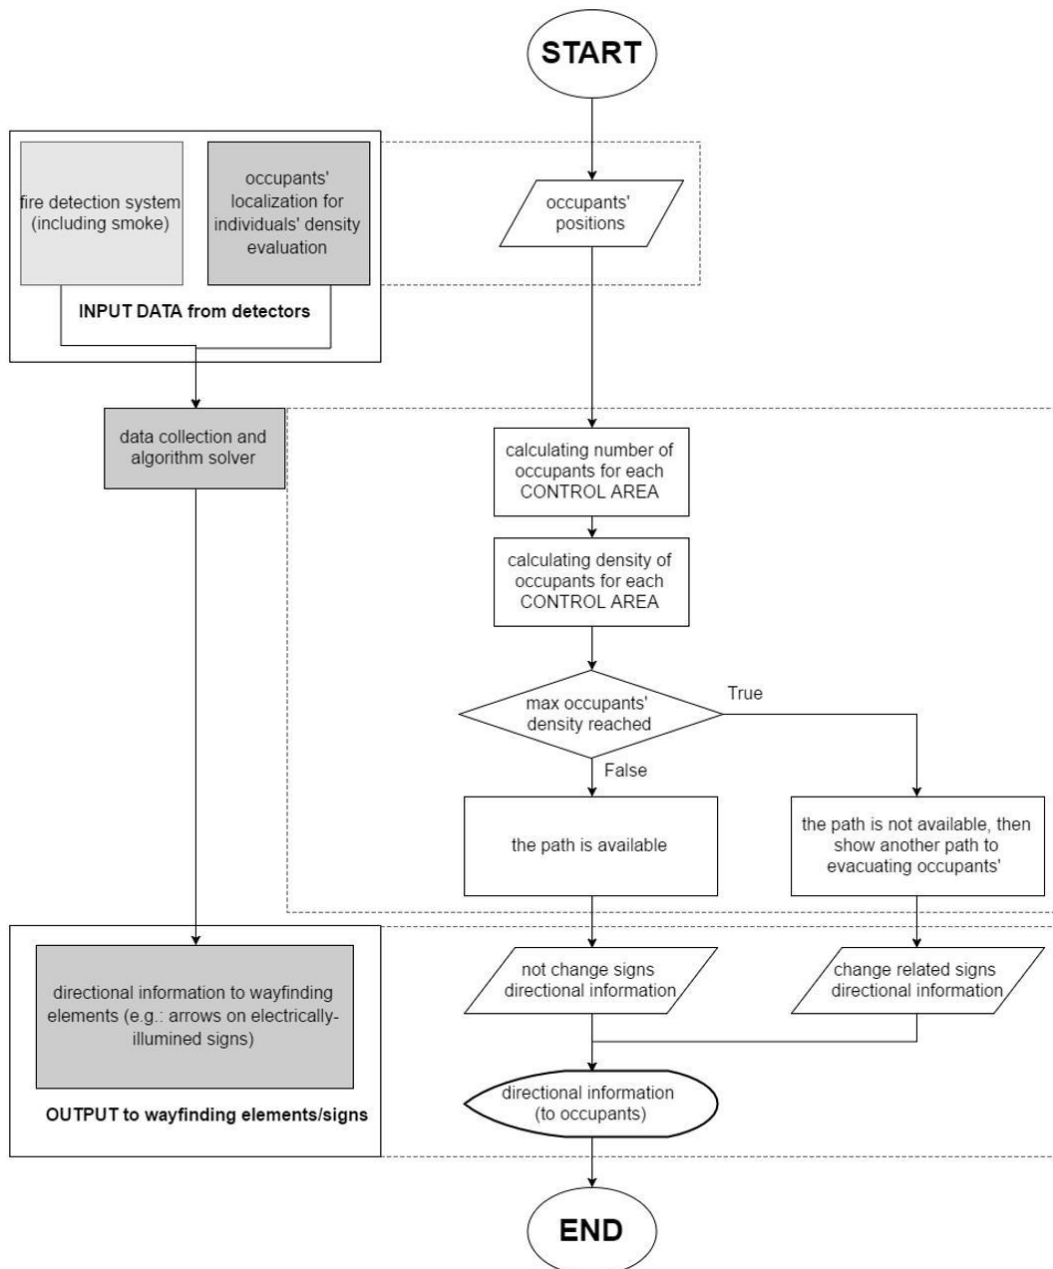 START
fire detection system
(including smoke)
occupants'
localization for
individuals' density
evaluation
INPUT DATA from detectors
occupants'
positions
data collection and
algorithm solver
calculating number of
occupants for each
CONTROL AREA
calculating density of
occupants for each
CONTROL AREA
max occupants'
density reached
True
False
the path is available
the path is not available, then
show another path to
evacuating occupants'
directional information to wayfinding
elements (e.g.: arrows on electrically-
illumined signs)
OUTPUT to wayfinding elements/signs
not change signs
directional information
change related signs
directional information
directional information
(to occupants)
END